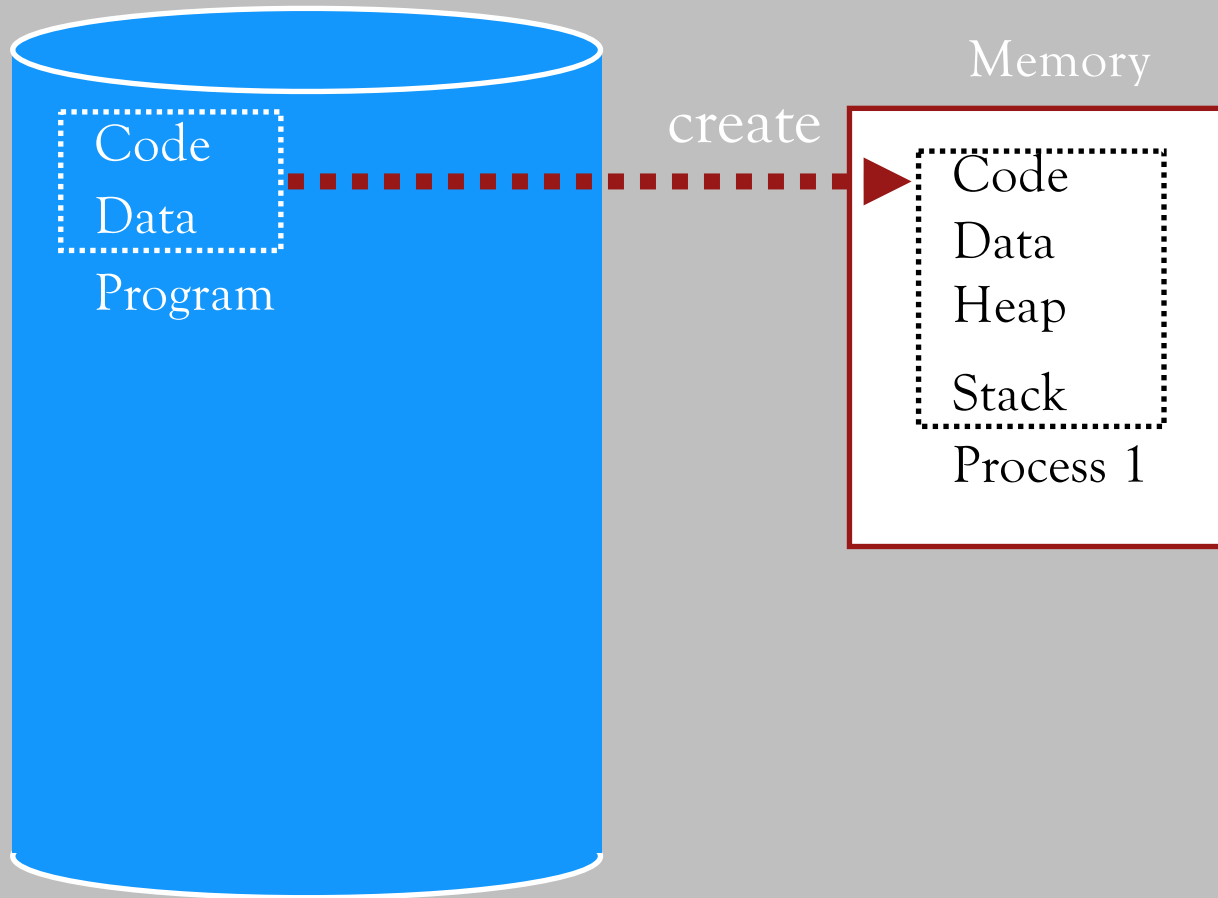 Memory
create
Code
Data
Program
Code
Data
Heap
Stack
Process 1